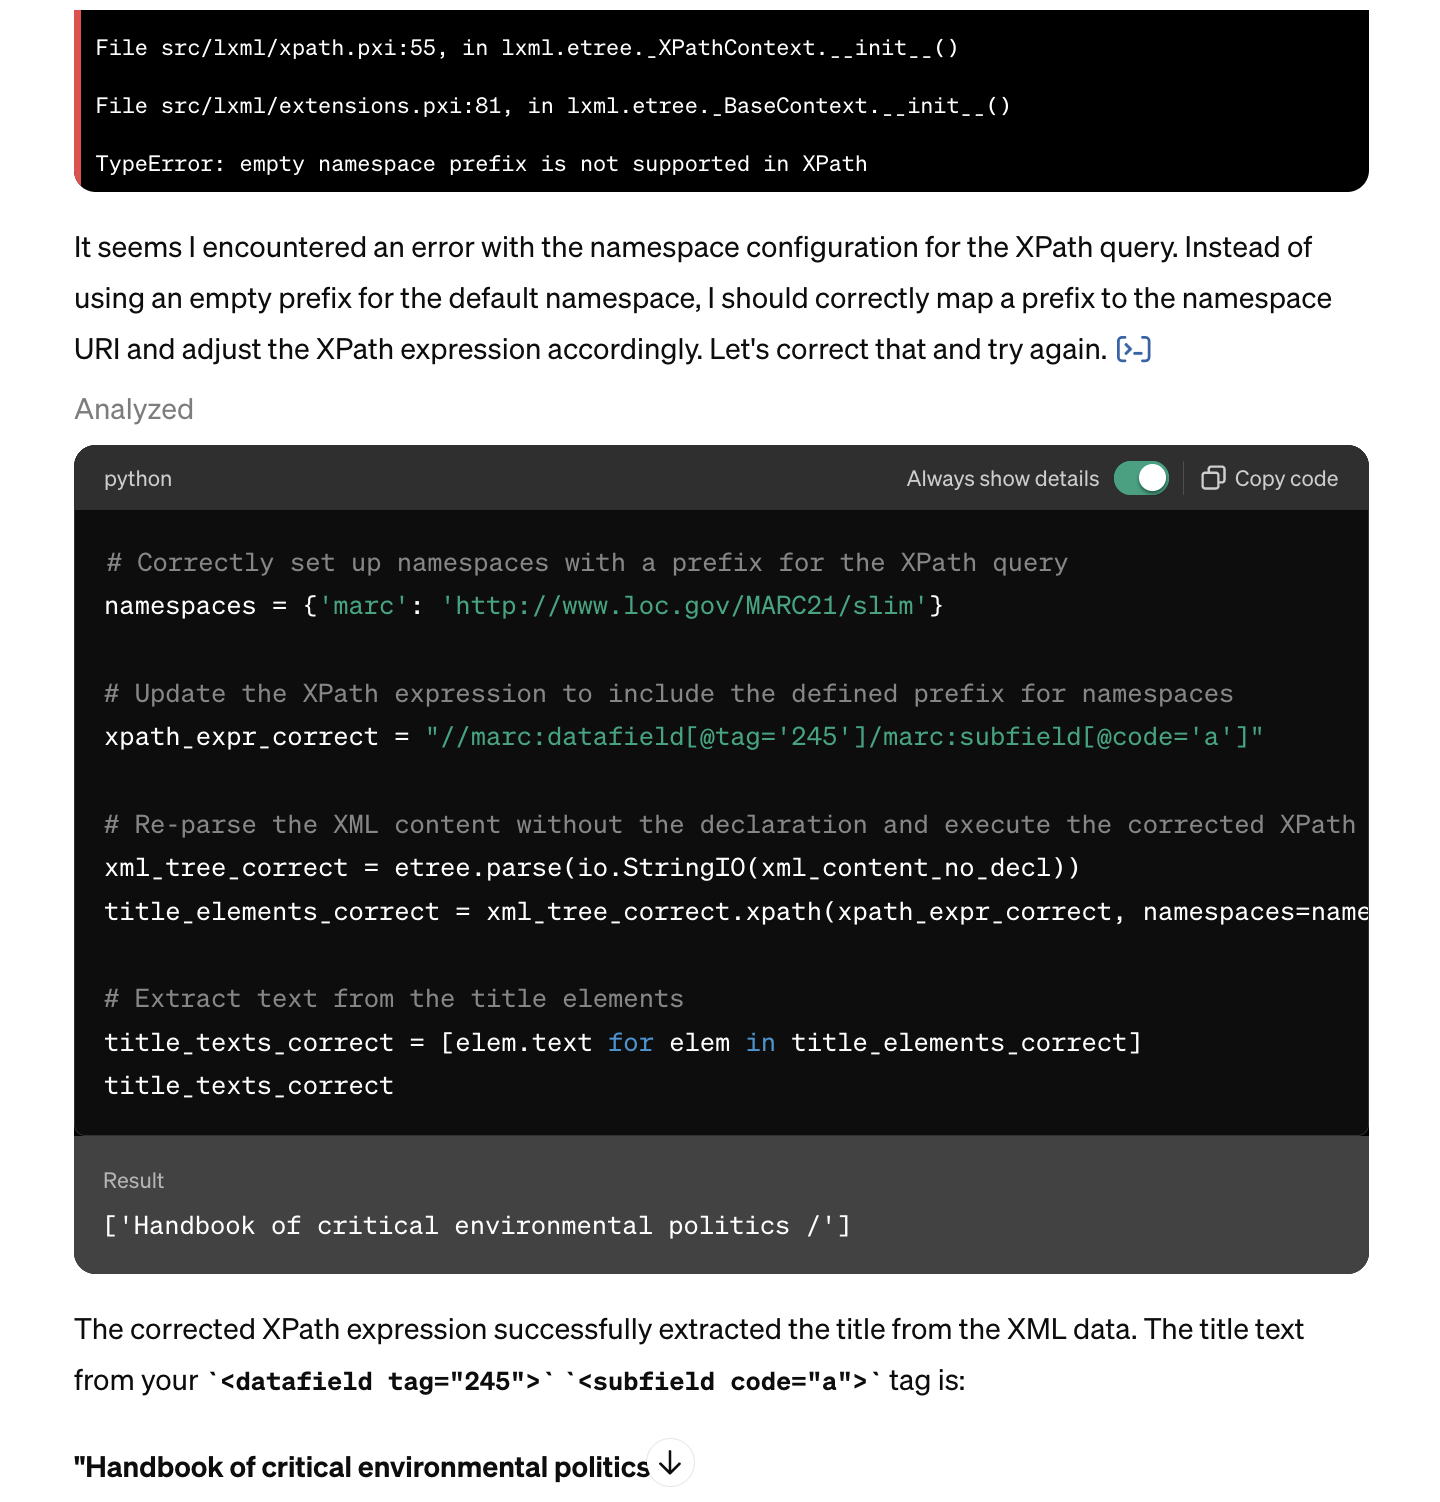 File src/lxml/xpath.pxi:55, in lxml.etree._XPathContext.__init__()
File src/lxml/extensions.pxi:81, in lxml.etree._BaseContext.__init__()
TypeError: empty namespace prefix is not supported in XPath
It seems I encountered an error with the namespace configuration for the XPath query. Instead of
using an empty prefix for the default namespace, I should correctly map a prefix to the namespace
URI and adjust the XPath expression accordingly. Let's correct that and try again. [>-]
Analyzed
python Always show details Copy code
# Correctly set up namespaces with a prefix for the XPath query
namespaces = {'marc': 'http://www.loc.gov/MARC21/slim'}
# Update the XPath expression to include the defined prefix for namespaces
xpath_expr_correct = "//marc:datafield[@tag='245']/marc:subfield[@code='a']"
# Re-parse the XML content without the declaration and execute the corrected XPath
xml_tree_correct = etree.parse(io.StringIO(xml_content_no_decl))
title_elements_correct = xml_tree_correct.xpath(xpath_expr_correct, namespaces=name
# Extract text from the title elements
title_texts_correct = [elem.text for elem in title_elements_correct]
title_texts_correct
Result
['Handbook of critical environmental politics /']
The corrected XPath expression successfully extracted the title from the XML data. The title text
from your `<datafield tag="245">` `<subfield code="a">` tag is:
"Handbook of critical environmental politics